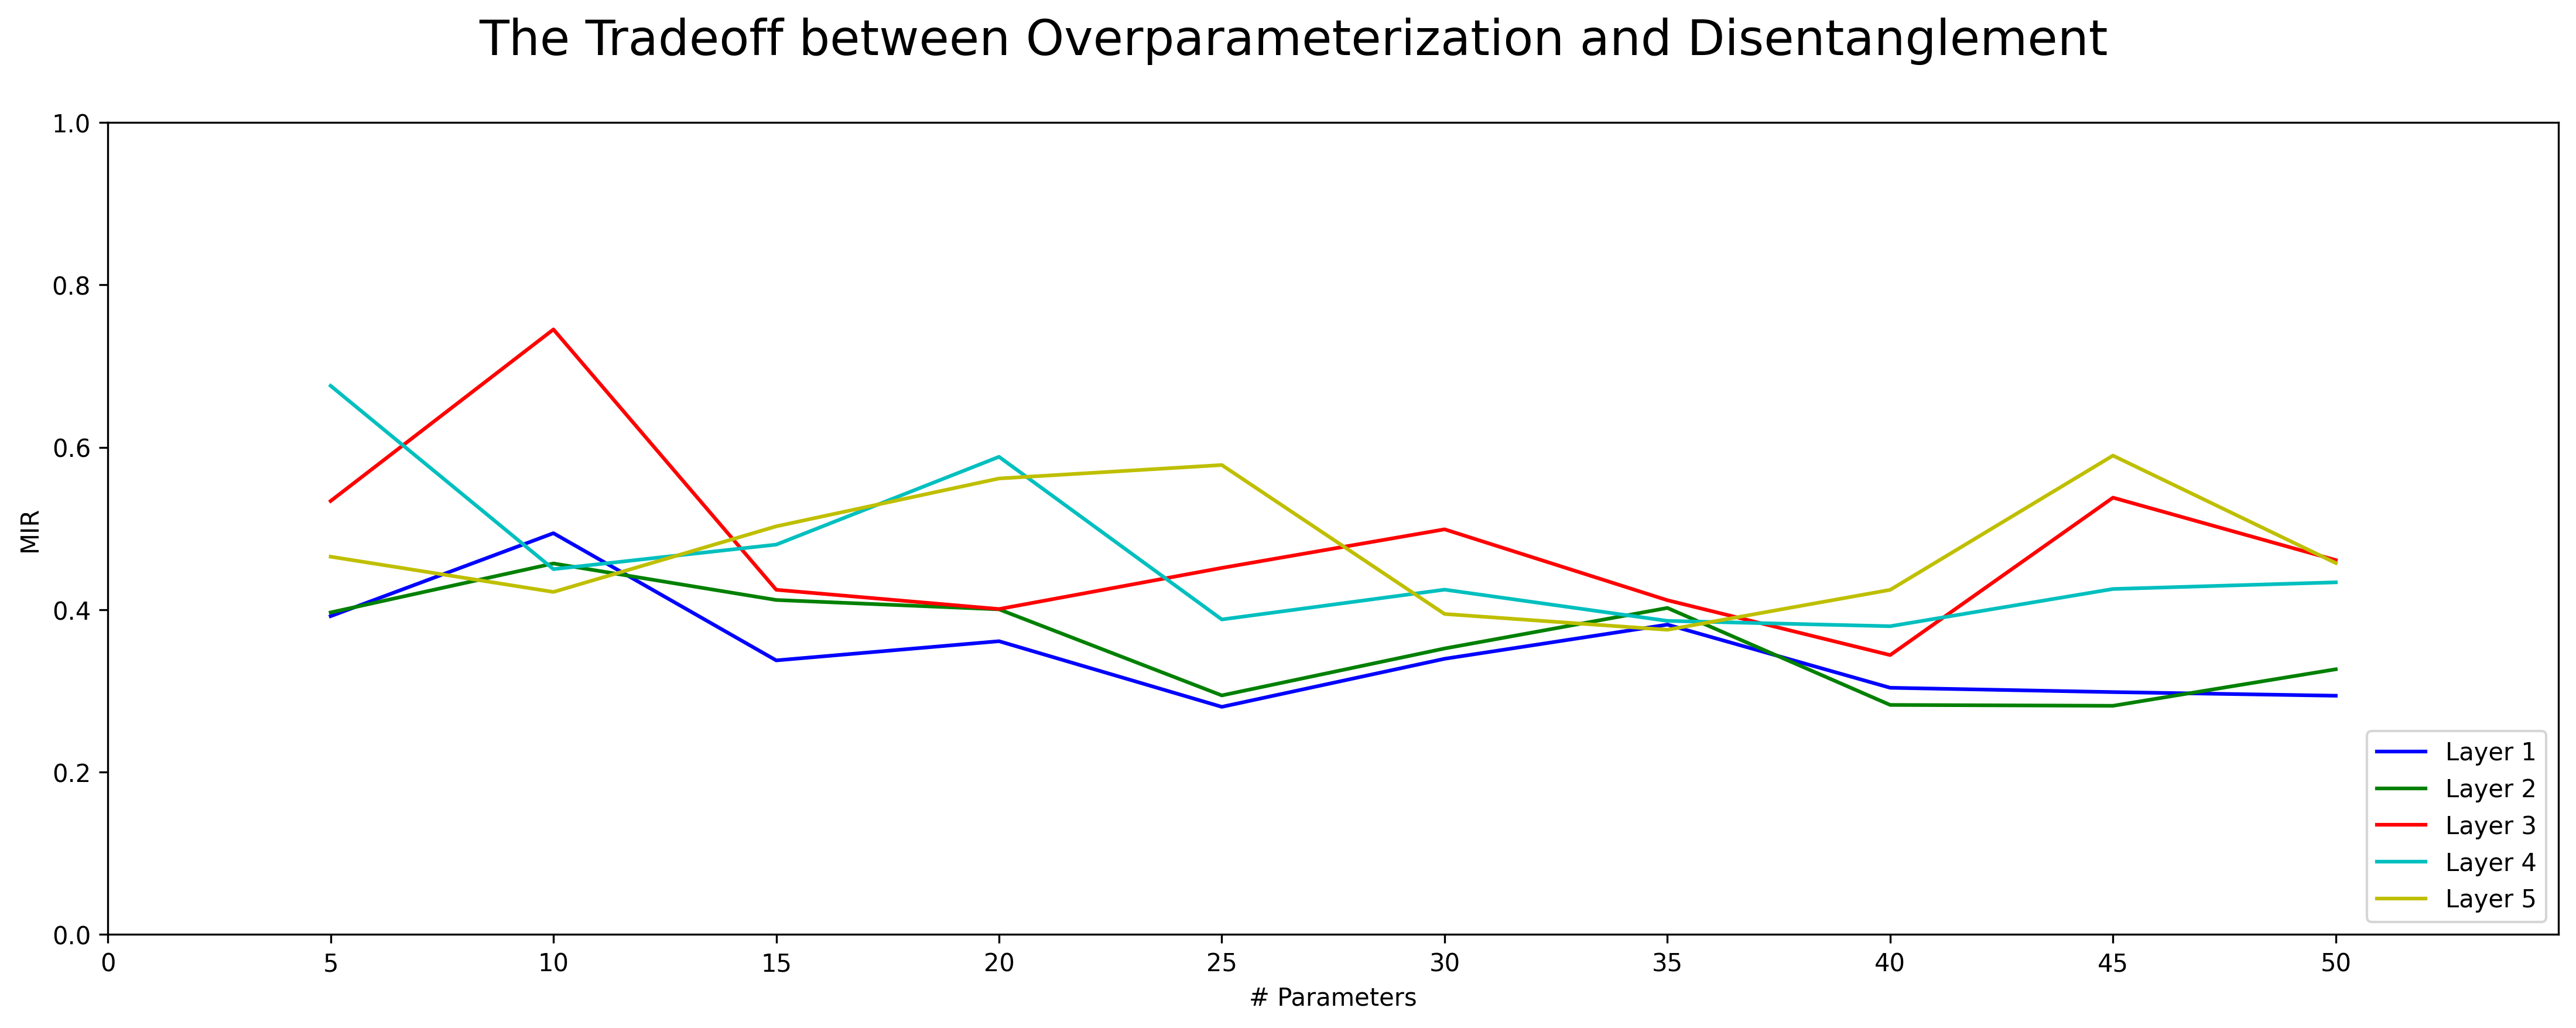 The Tradeoff between Overparameterization and Disentanglement
1.0
0.8
0.6
0.4
0.2
0.0
MIR
0 5 10 15 20 25 30 35 40 45 50
# Parameters
Layer 1
Layer 2
Layer 3
Layer 4
Layer 5